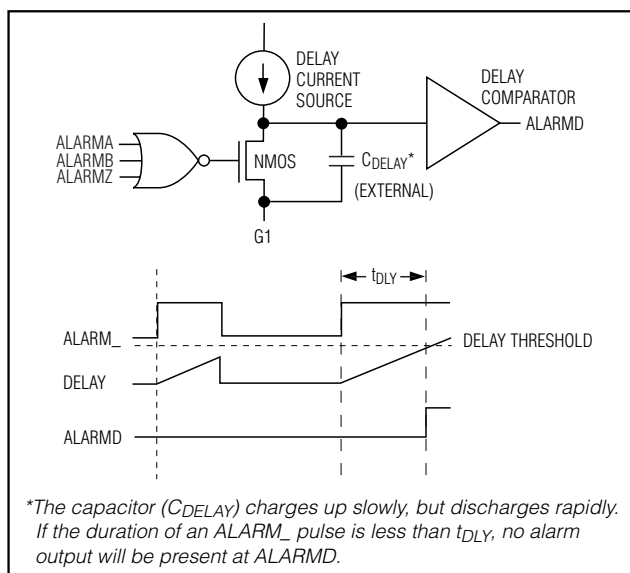 DELAY
CURRENT
SOURCE
DELAY
COMPARATOR
ALARMD
ALARMA
ALARMB
ALARMZ
NMOS
CDELAY*
(EXTERNAL)
G1
tDLY
ALARM_
DELAY THRESHOLD
DELAY
ALARMD
*The capacitor (CDELAY) charges up slowly, but discharges rapidly.
If the duration of an ALARM_ pulse is less than tDLY, no alarm
output will be present at ALARMD.